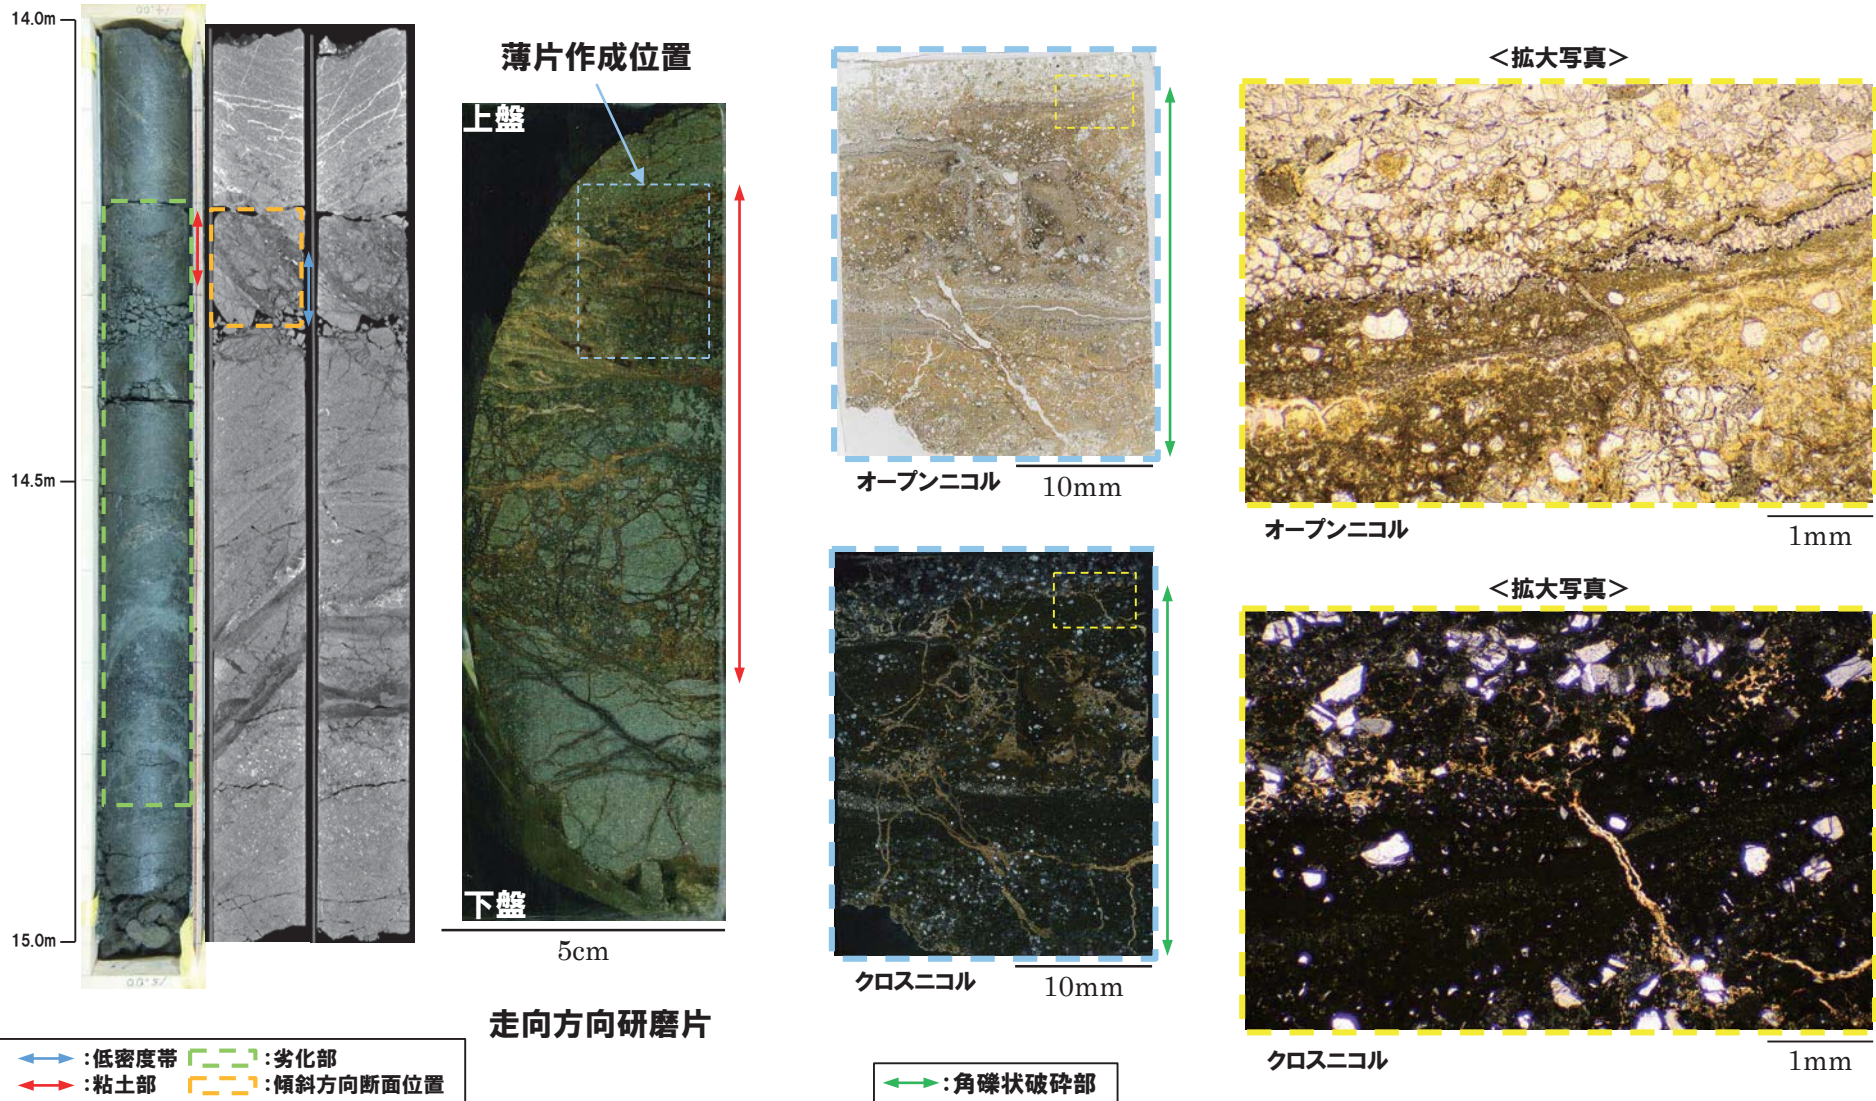 14.0m
14.5m
15.0m
薄片作成位置
上盤
下盤
5cm
走向方向研磨片
オープンニコル
10mm
クロスニコル
10mm
<拡大写真>
オープンニコル
1mm
<拡大写真>
クロスニコル
1mm
:低密度帯
:劣化部
:粘土部
:傾斜方向断面位置
:角礫状破砕部